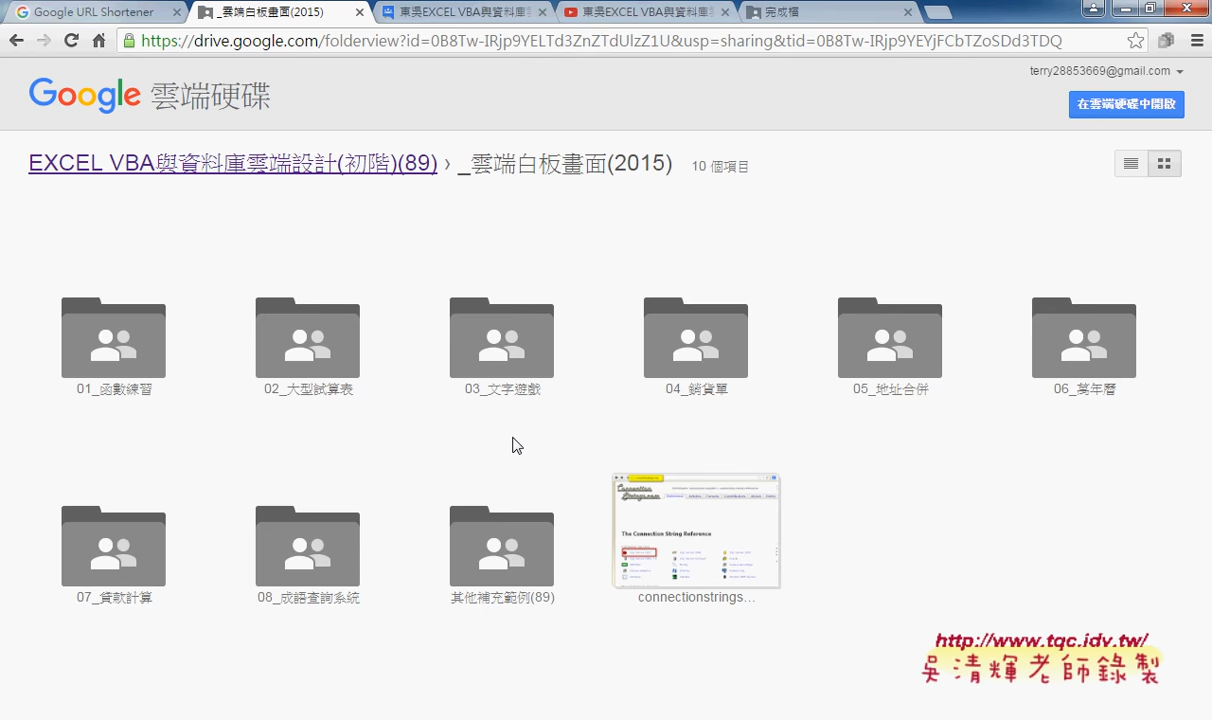 Google URL Shortener
_雲端白板畫面(2015)
東吳EXCEL VBA與資料庫
東吳EXCEL VBA與資料庫
完成檔
https://drive.google.com/folderview?id=0B8Tw-IRjp9YELTd3ZnZTdUlzZ1U&usp=sharing&tid=0B8Tw-IRjp9YEYjFCbTZoSDd3TDQ
terry28853669@gmail.com
Google 雲端硬碟
在雲端硬碟中開啟
EXCEL VBA與資料庫雲端設計(初階)(89) › _雲端白板畫面(2015) 10 個項目
01_函數練習
02_大型試算表
03_文字遊戲
04_銷貨單
05_地址合併
06_萬年曆
The Connection String Reference
07_貸款計算
08_成語查詢系統
其他補充範例(89)
connectionstrings...
http://www.tqc.idv.tw/
吳清輝老師錄製